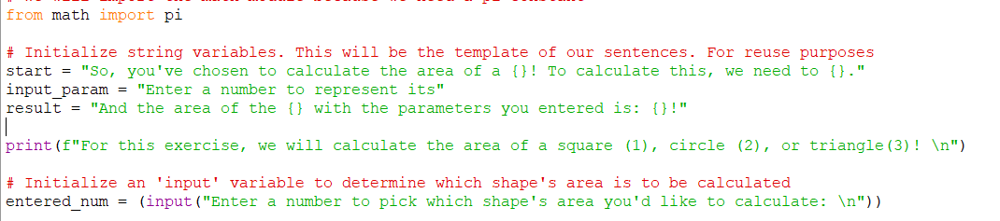 from math import pi
# Initialize string variables. This will be the template of our sentences. For reuse purposes
start = "So, you've chosen to calculate the area of a {}! To calculate this, we need to {}."
input_param = "Enter a number to represent its"
result = "And the area of the {} with the parameters you entered is: {}!"
print(f"For this exercise, we will calculate the area of a square (1), circle (2), or triangle(3)! \n")
# Initialize an 'input' variable to determine which shape's area is to be calculated
entered_num = (input("Enter a number to pick which shape's area you'd like to calculate: \n"))